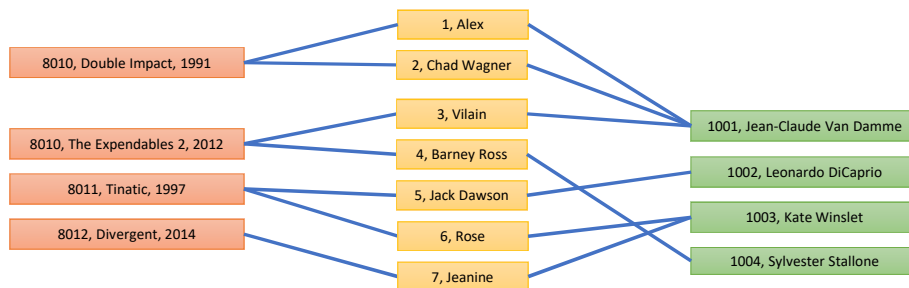 8010, Double Impact, 1991
8010, The Expendables 2, 2012
8011, Tinatic, 1997
8012, Divergent, 2014
1, Alex
2, Chad Wagner
3, Vilain
4, Barney Ross
5, Jack Dawson
6, Rose
7, Jeanine
1001, Jean-Claude Van Damme
1002, Leonardo DiCaprio
1003, Kate Winslet
1004, Sylvester Stallone